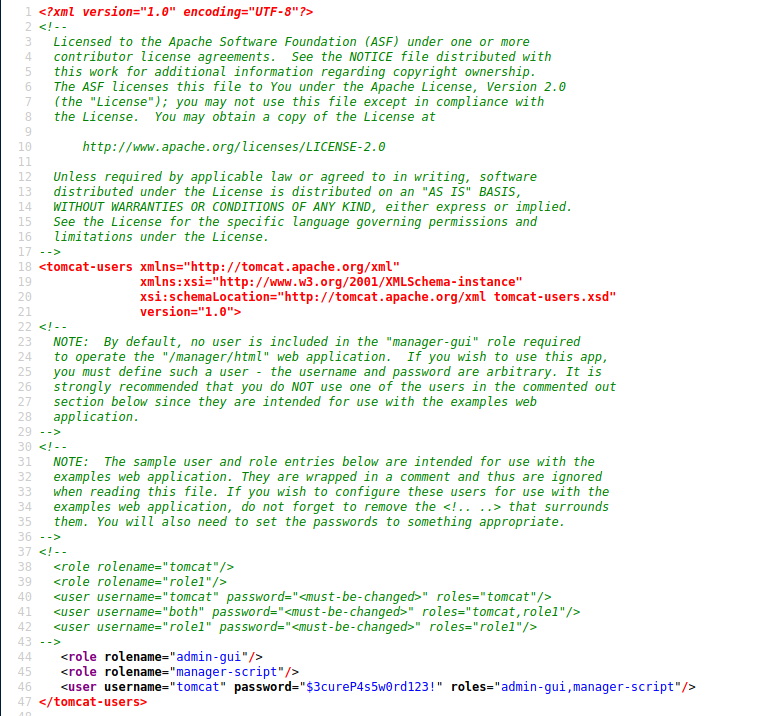 1 <?xml version="1.0" encoding="UTF-8"?>
2 <!--
3   Licensed to the Apache Software Foundation (ASF) under one or more
4   contributor license agreements.  See the NOTICE file distributed with
5   this work for additional information regarding copyright ownership.
6   The ASF licenses this file to You under the Apache License, Version 2.0
7   (the "License"); you may not use this file except in compliance with
8   the License.  You may obtain a copy of the License at
9
10       http://www.apache.org/licenses/LICENSE-2.0
11
12   Unless required by applicable law or agreed to in writing, software
13   distributed under the License is distributed on an "AS IS" BASIS,
14   WITHOUT WARRANTIES OR CONDITIONS OF ANY KIND, either express or implied.
15   See the License for the specific language governing permissions and
16   limitations under the License.
17 -->
18 <tomcat-users xmlns="http://tomcat.apache.org/xml"
19               xmlns:xsi="http://www.w3.org/2001/XMLSchema-instance"
20               xsi:schemaLocation="http://tomcat.apache.org/xml tomcat-users.xsd"
21               version="1.0">
22 <!--
23   NOTE:  By default, no user is included in the "manager-gui" role required
24   to operate the "/manager/html" web application.  If you wish to use this app,
25   you must define such a user - the username and password are arbitrary. It is
26   strongly recommended that you do NOT use one of the users in the commented out
27   section below since they are intended for use with the examples web
28   application.
29 -->
30 <!--
31   NOTE:  The sample user and role entries below are intended for use with the
32   examples web application. They are wrapped in a comment and thus are ignored
33   when reading this file. If you wish to configure these users for use with the
34   examples web application, do not forget to remove the <!.. ..> that surrounds
35   them. You will also need to set the passwords to something appropriate.
36 -->
37 <!--
38   <role rolename="tomcat"/>
39   <role rolename="role1"/>
40   <user username="tomcat" password="<must-be-changed>" roles="tomcat"/>
41   <user username="both" password="<must-be-changed>" roles="tomcat,role1"/>
42   <user username="role1" password="<must-be-changed>" roles="role1"/>
43 -->
44    <role rolename="admin-gui"/>
45    <role rolename="manager-script"/>
46    <user username="tomcat" password="$3cureP4s5w0rd123!" roles="admin-gui,manager-script"/>
47 </tomcat-users>